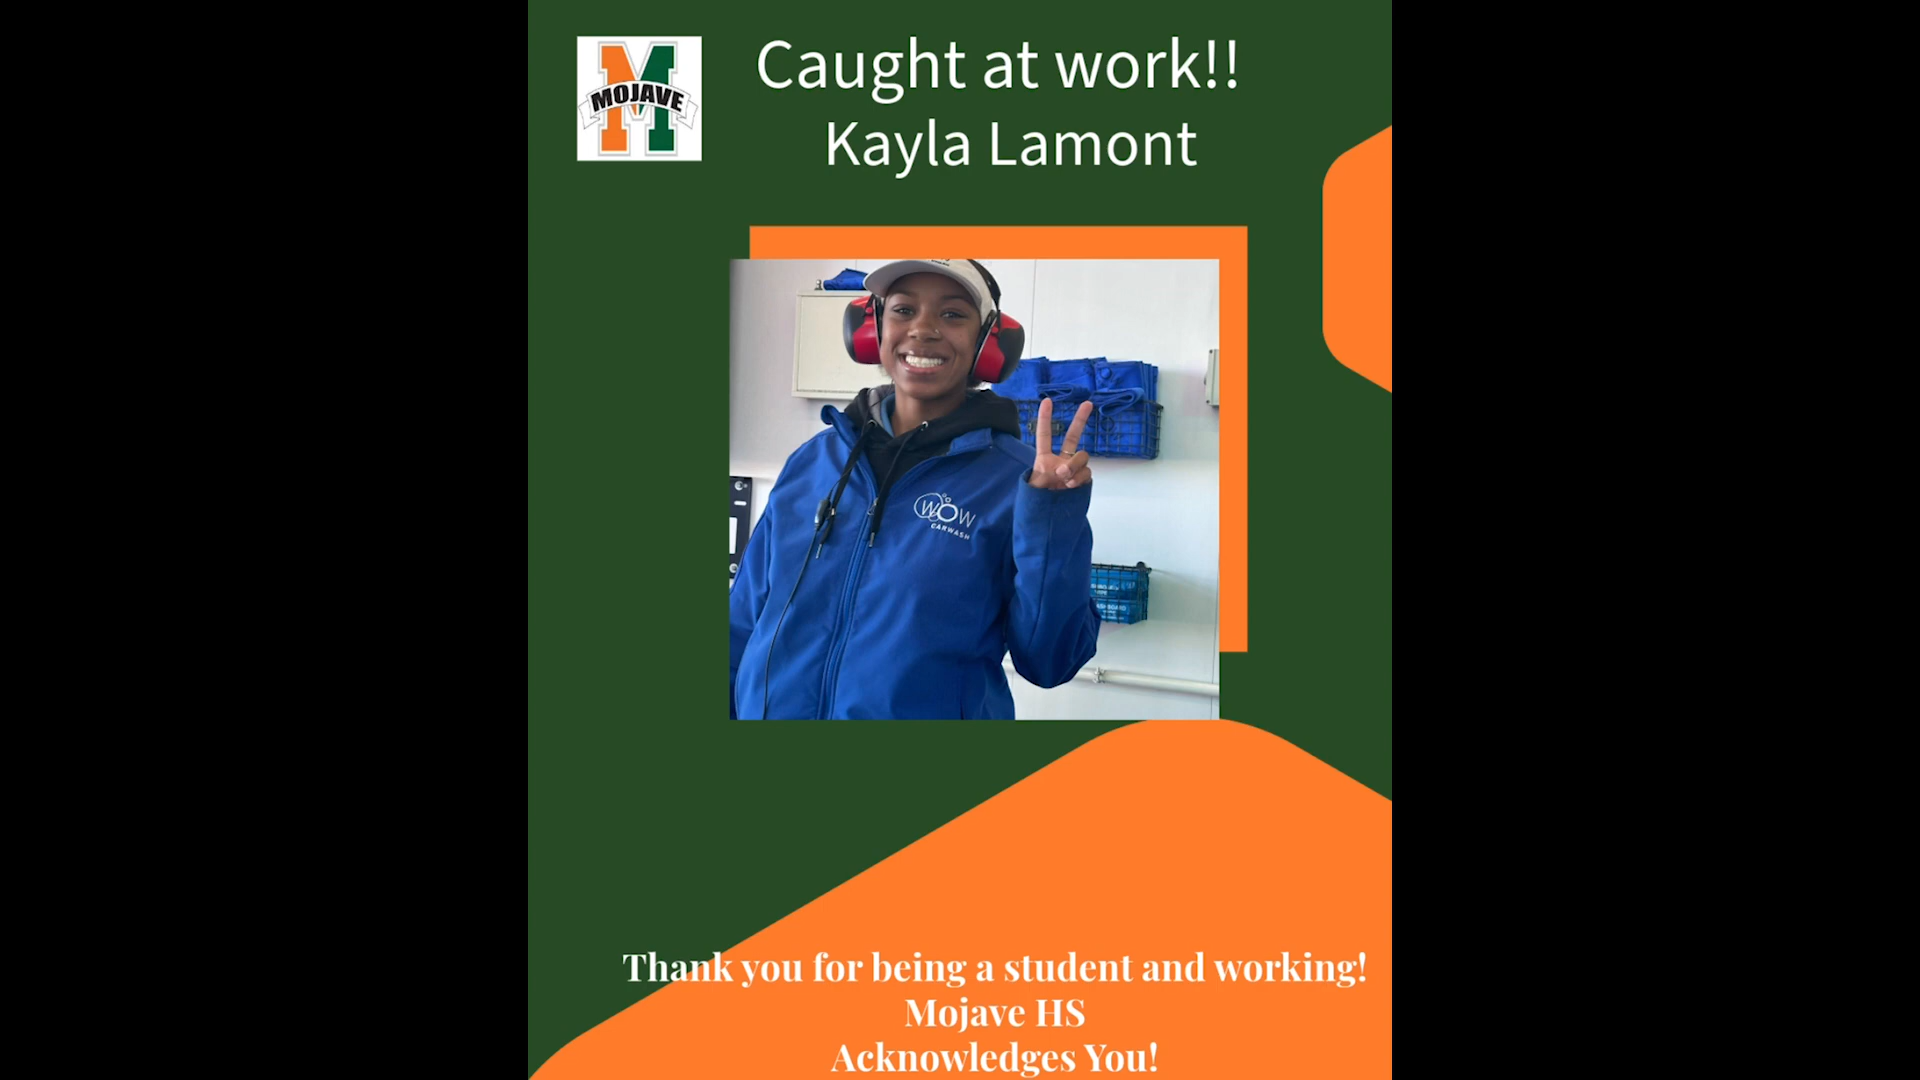 MOJAVE
Caught at work!!
Kayla Lamont
WOW
CARWASH
Thank you for being a student and working!
Mojave HS
Acknowledges You!